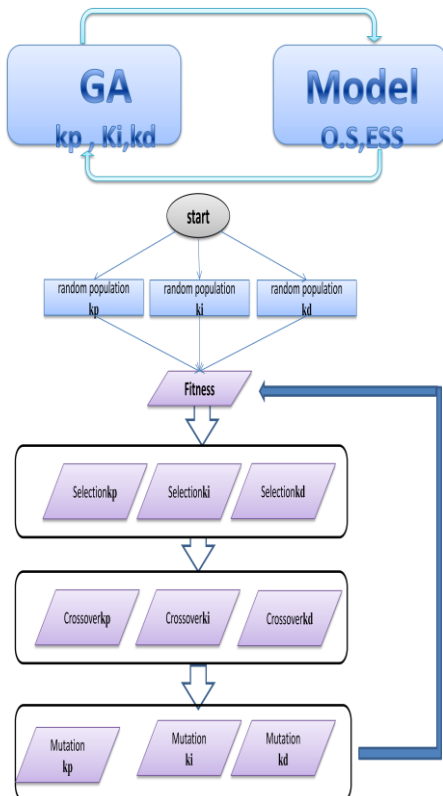 GA
kp , Ki,kd
Model
O.S,ESS
start
random population
kp
random population
ki
random population
kd
Fitness
Selectionkp
Selectionki
Selectionkd
Crossoverkp
Crossoverki
Crossoverkd
Mutation
kp
Mutation
ki
Mutation
kd